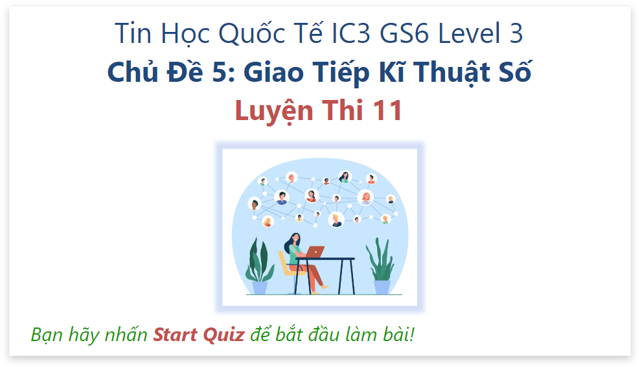 Tin Học Quốc Tế IC3 GS6 Level 3
Chủ Đề 5: Giao Tiếp Kĩ Thuật Số
Luyện Thi 11
Bạn hãy nhấn Start Quiz để bắt đầu làm bài!